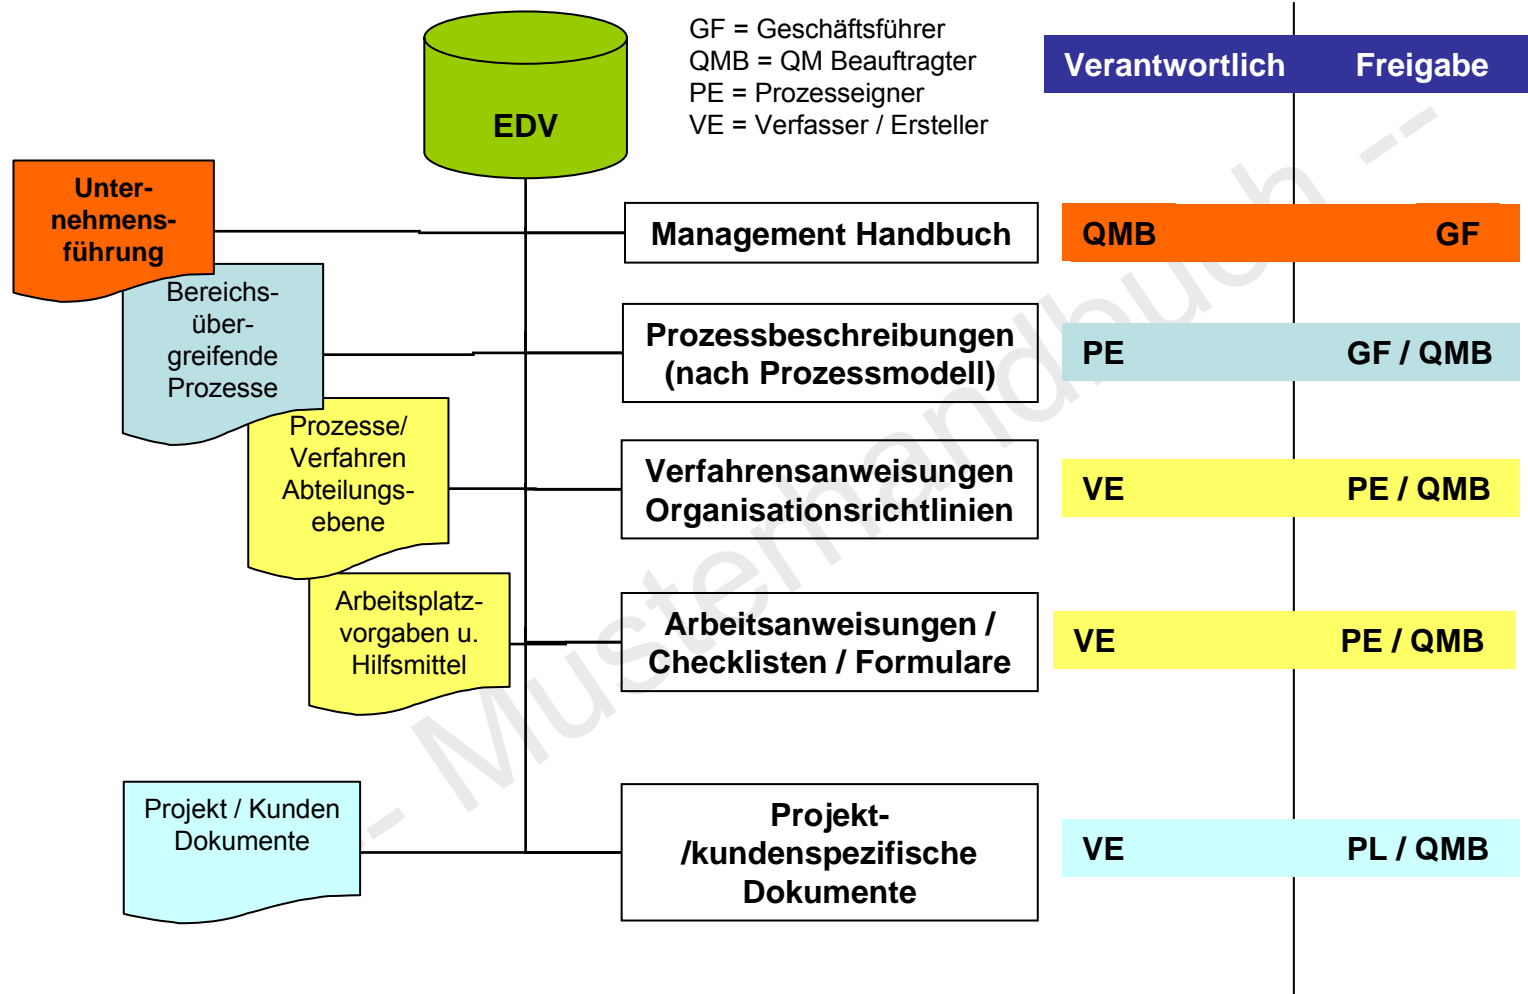 GF = Geschäftsführer
QMB = QM Beauftragter
PE = Prozesseigner
VE = Verfasser / Ersteller
EDV
Verantwortlich Freigabe
Unter-
nehmens-
führung
Management Handbuch
QMB GF
Bereichs-
über-
greifende
Prozesse
Prozessbeschreibungen
(nach Prozessmodell)
PE GF / QMB
Prozesse/
Verfahren
Abteilungs-
ebene
Verfahrensanweisungen
Organisationsrichtlinien
VE PE / QMB
Arbeitsplatz-
vorgaben u.
Hilfsmittel
Arbeitsanweisungen /
Checklisten / Formulare
VE PE / QMB
Projekt / Kunden
Dokumente
Projekt-
/kundenspezifische
Dokumente
VE PL / QMB
-- Musterhandbuch --